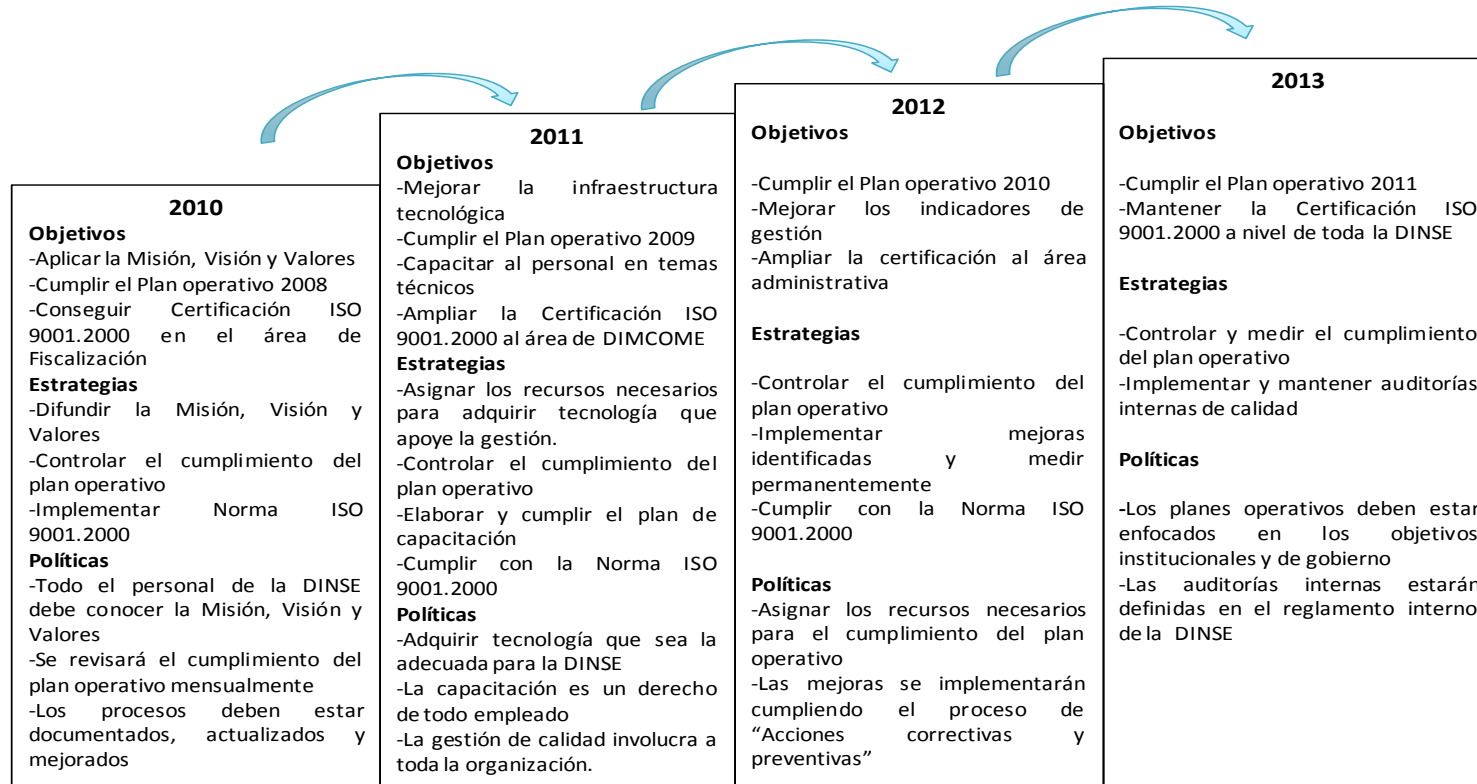 2010
Objetivos
-Aplicar la Misión, Visión y Valores
-Cumplir el Plan operativo 2008
-Conseguir Certificación ISO
9001.2000 en el área de
Fiscalización
Estrategias
-Difundir la Misión, Visión y
Valores
-Controlar el cumplimiento del
plan operativo
-Implementar Norma ISO
9001.2000
Políticas
-Todo el personal de la DINSE
debe conocer la Misión, Visión y
Valores
-Se revisará el cumplimiento del
plan operativo mensualmente
-Los procesos deben estar
documentados, actualizados y
mejorados
2011
Objetivos
-Mejorar la infraestructura
tecnológica
-Cumplir el Plan operativo 2009
-Capacitar al personal en temas
técnicos
-Ampliar la Certificación ISO
9001.2000 al área de DIMCOME
Estrategias
-Asignar los recursos necesarios
para adquirir tecnología que
apoye la gestión.
-Controlar el cumplimiento del
plan operativo
-Elaborar y cumplir el plan de
capacitación
-Cumplir con la Norma ISO
9001.2000
Políticas
-Adquirir tecnología que sea la
adecuada para la DINSE
-La capacitación es un derecho
de todo empleado
-La gestión de calidad involucra a
toda la organización.
2012
Objetivos
-Cumplir el Plan operativo 2010
-Mejorar los indicadores de
gestión
-Ampliar la certificación al área
administrativa
Estrategias
-Controlar el cumplimiento del
plan operativo
-Implementar mejoras
identificadas y medir
permanentemente
-Cumplir con la Norma ISO
9001.2000
Políticas
-Asignar los recursos necesarios
para el cumplimiento del plan
operativo
-Las mejoras se implementarán
cumpliendo el proceso de
“Acciones correctivas y
preventivas”
2013
Objetivos
-Cumplir el Plan operativo 2011
-Mantener la Certificación ISO
9001.2000 a nivel de toda la DINSE
Estrategias
-Controlar y medir el cumplimiento
del plan operativo
-Implementar y mantener auditorías
internas de calidad
Políticas
-Los planes operativos deben estar
enfocados en los objetivos
institucionales y de gobierno
-Las auditorías internas estarán
definidas en el reglamento interno
de la DINSE